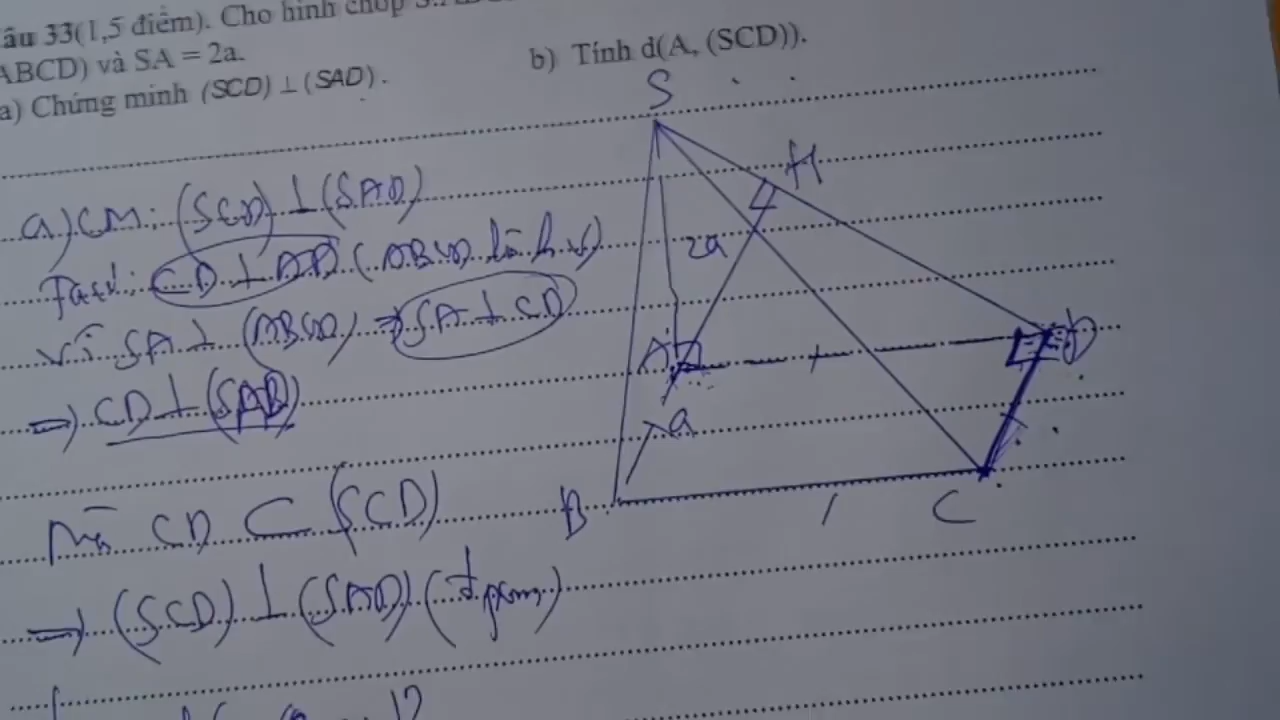 âu 33(1,5 điểm). Cho hình chóp S.AB
ABCD) và SA = 2a.
a) Chứng minh (SCD) ⊥ (SAD).
b) Tính d(A, (SCD)).
a) CM: (SCD) ⊥ (SAD)
Ta có: CD ⊥ AD (ABCD là h.v)
Vì SA ⊥ (ABCD) ⇒ SA ⊥ CD
⇒ CD ⊥ (SAD)
Mà CD ⊂ (SCD)
⇒ (SCD) ⊥ (SAD) (đpcm)
S
H
2a
A
D
a
B
C